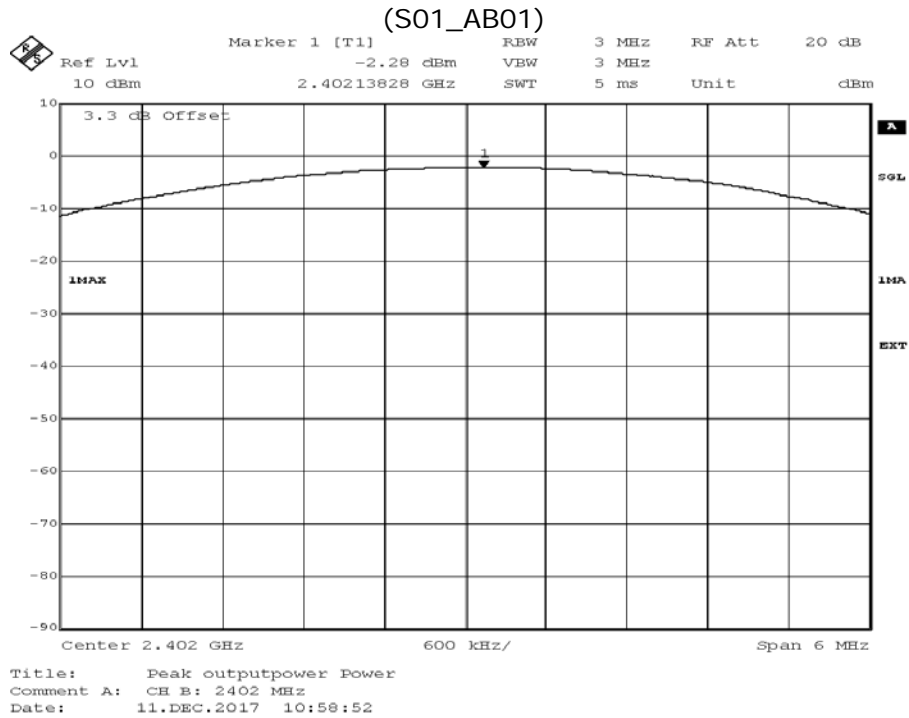 (S01_AB01)
Marker 1 [T1] RBW 3 MHz RF Att 20 dB
Ref Lvl -2.28 dBm VBW 3 MHz
10 dBm 2.40213828 GHz SWT 5 ms Unit dBm
10
3.3 dB Offset
A
0
1
SGL
-10
-20
1MAX
1MA
-30
EXT
-40
-50
-60
-70
-80
-90
Center 2.402 GHz 600 kHz/ Span 6 MHz
Title: Peak outputpower Power
Comment A: CH B: 2402 MHz
Date: 11.DEC.2017 10:58:52